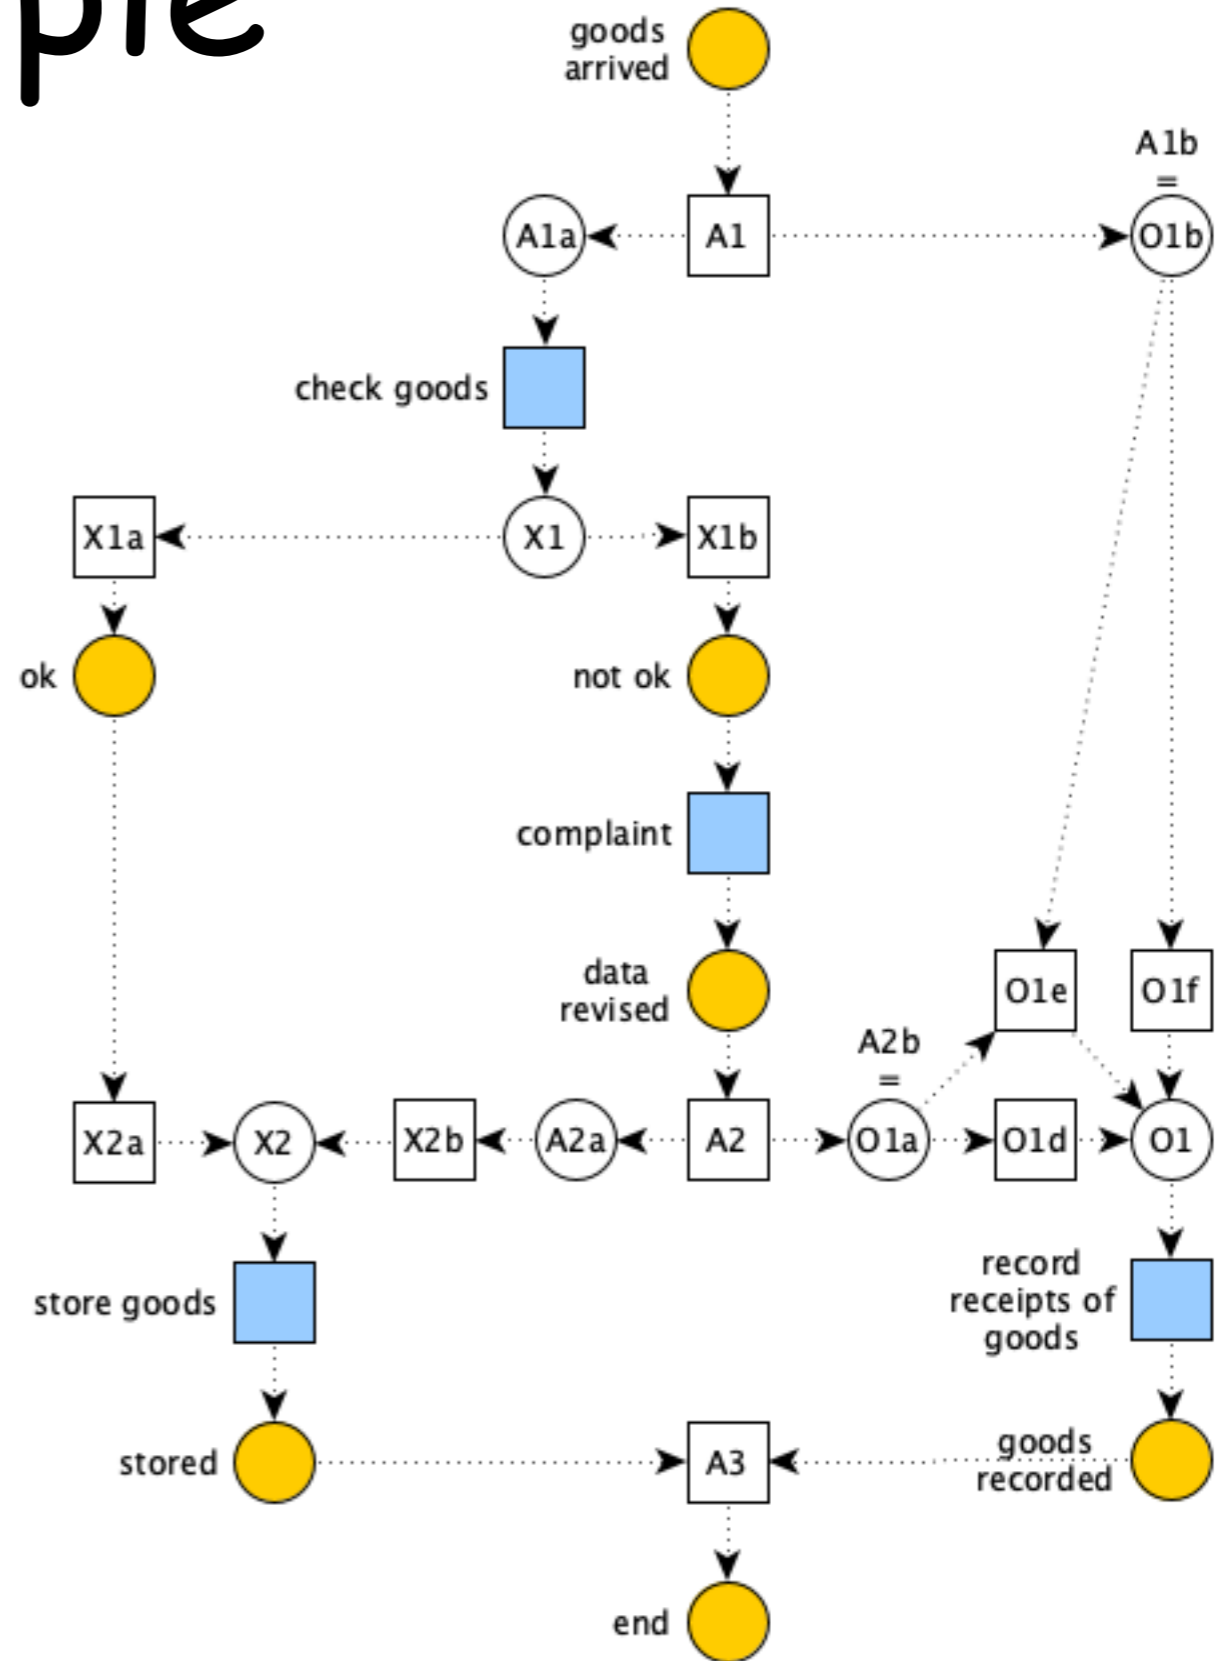 ple
goods
arrived
A1b
=
A1a
A1
O1b
check goods
X1a
X1
X1b
ok
not ok
complaint
data
revised
O1e
O1f
A2b
=
X2a
X2
X2b
A2a
A2
O1a
O1d
O1
store goods
record
receipts of
goods
stored
A3
goods
recorded
end